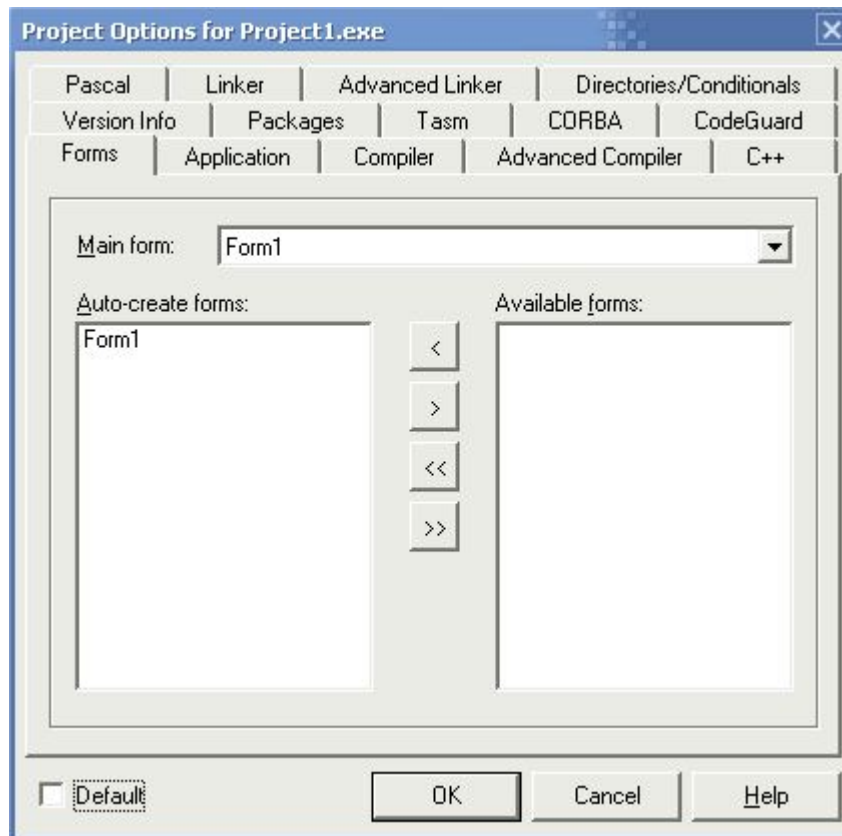 Project Options for Project1.exe
Pascal Linker Advanced Linker Directories/Conditionals
Version Info Packages Tasm CORBA CodeGuard
Forms Application Compiler Advanced Compiler C++
Main form: Form1
Auto-create forms: Available forms:
Form1
<
>
<<
>>
Default OK Cancel Help